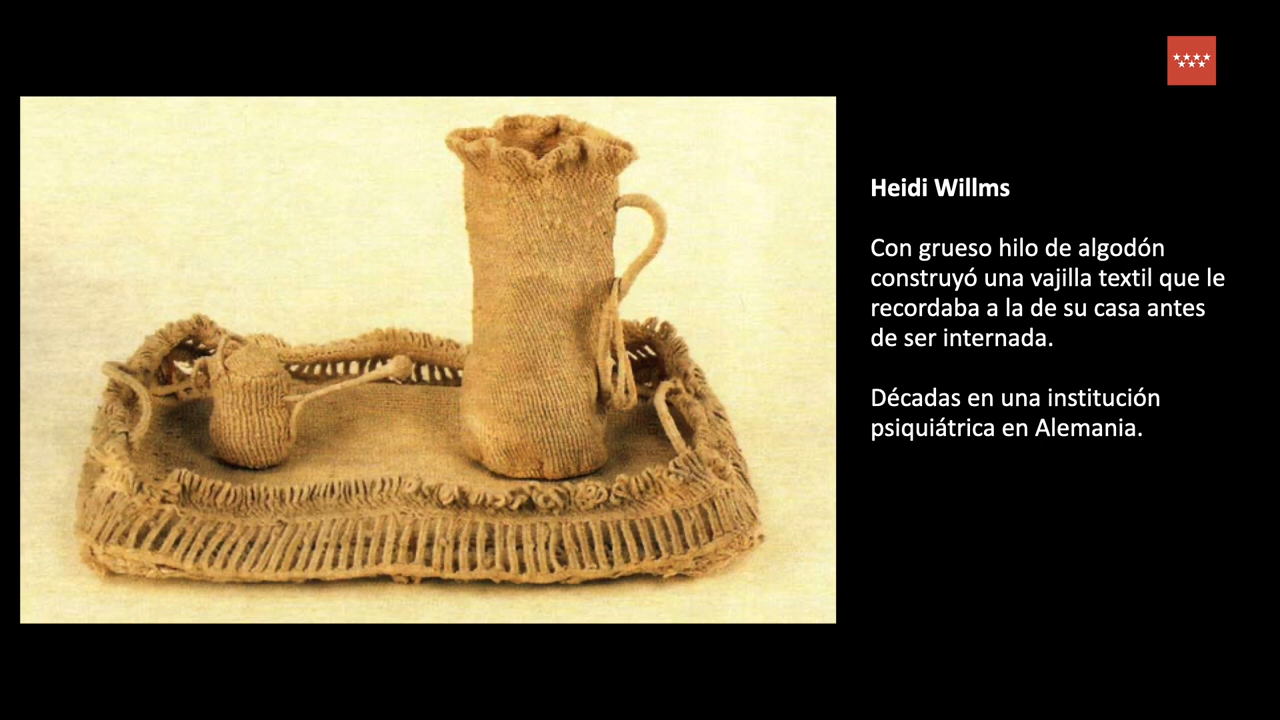 Heidi Willms
Con grueso hilo de algodón
construyó una vajilla textil que le
recordaba a la de su casa antes
de ser internada.
Décadas en una institución
psiquiátrica en Alemania.